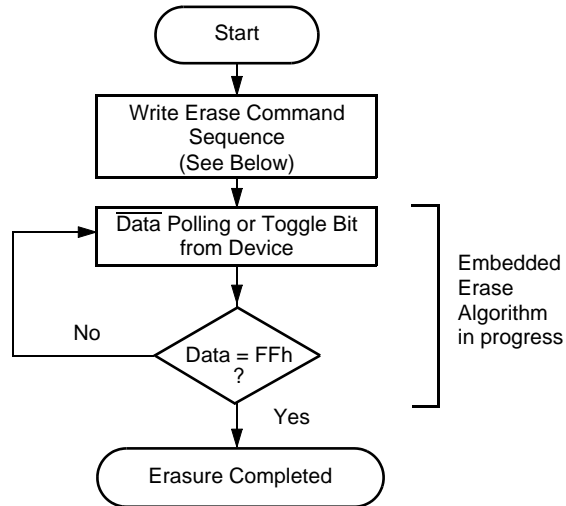 Start
Write Erase Command
Sequence
(See Below)
Data Polling or Toggle Bit
from Device
Embedded
Erase
Algorithm
in progress
No
Data = FFh
?
Yes
Erasure Completed